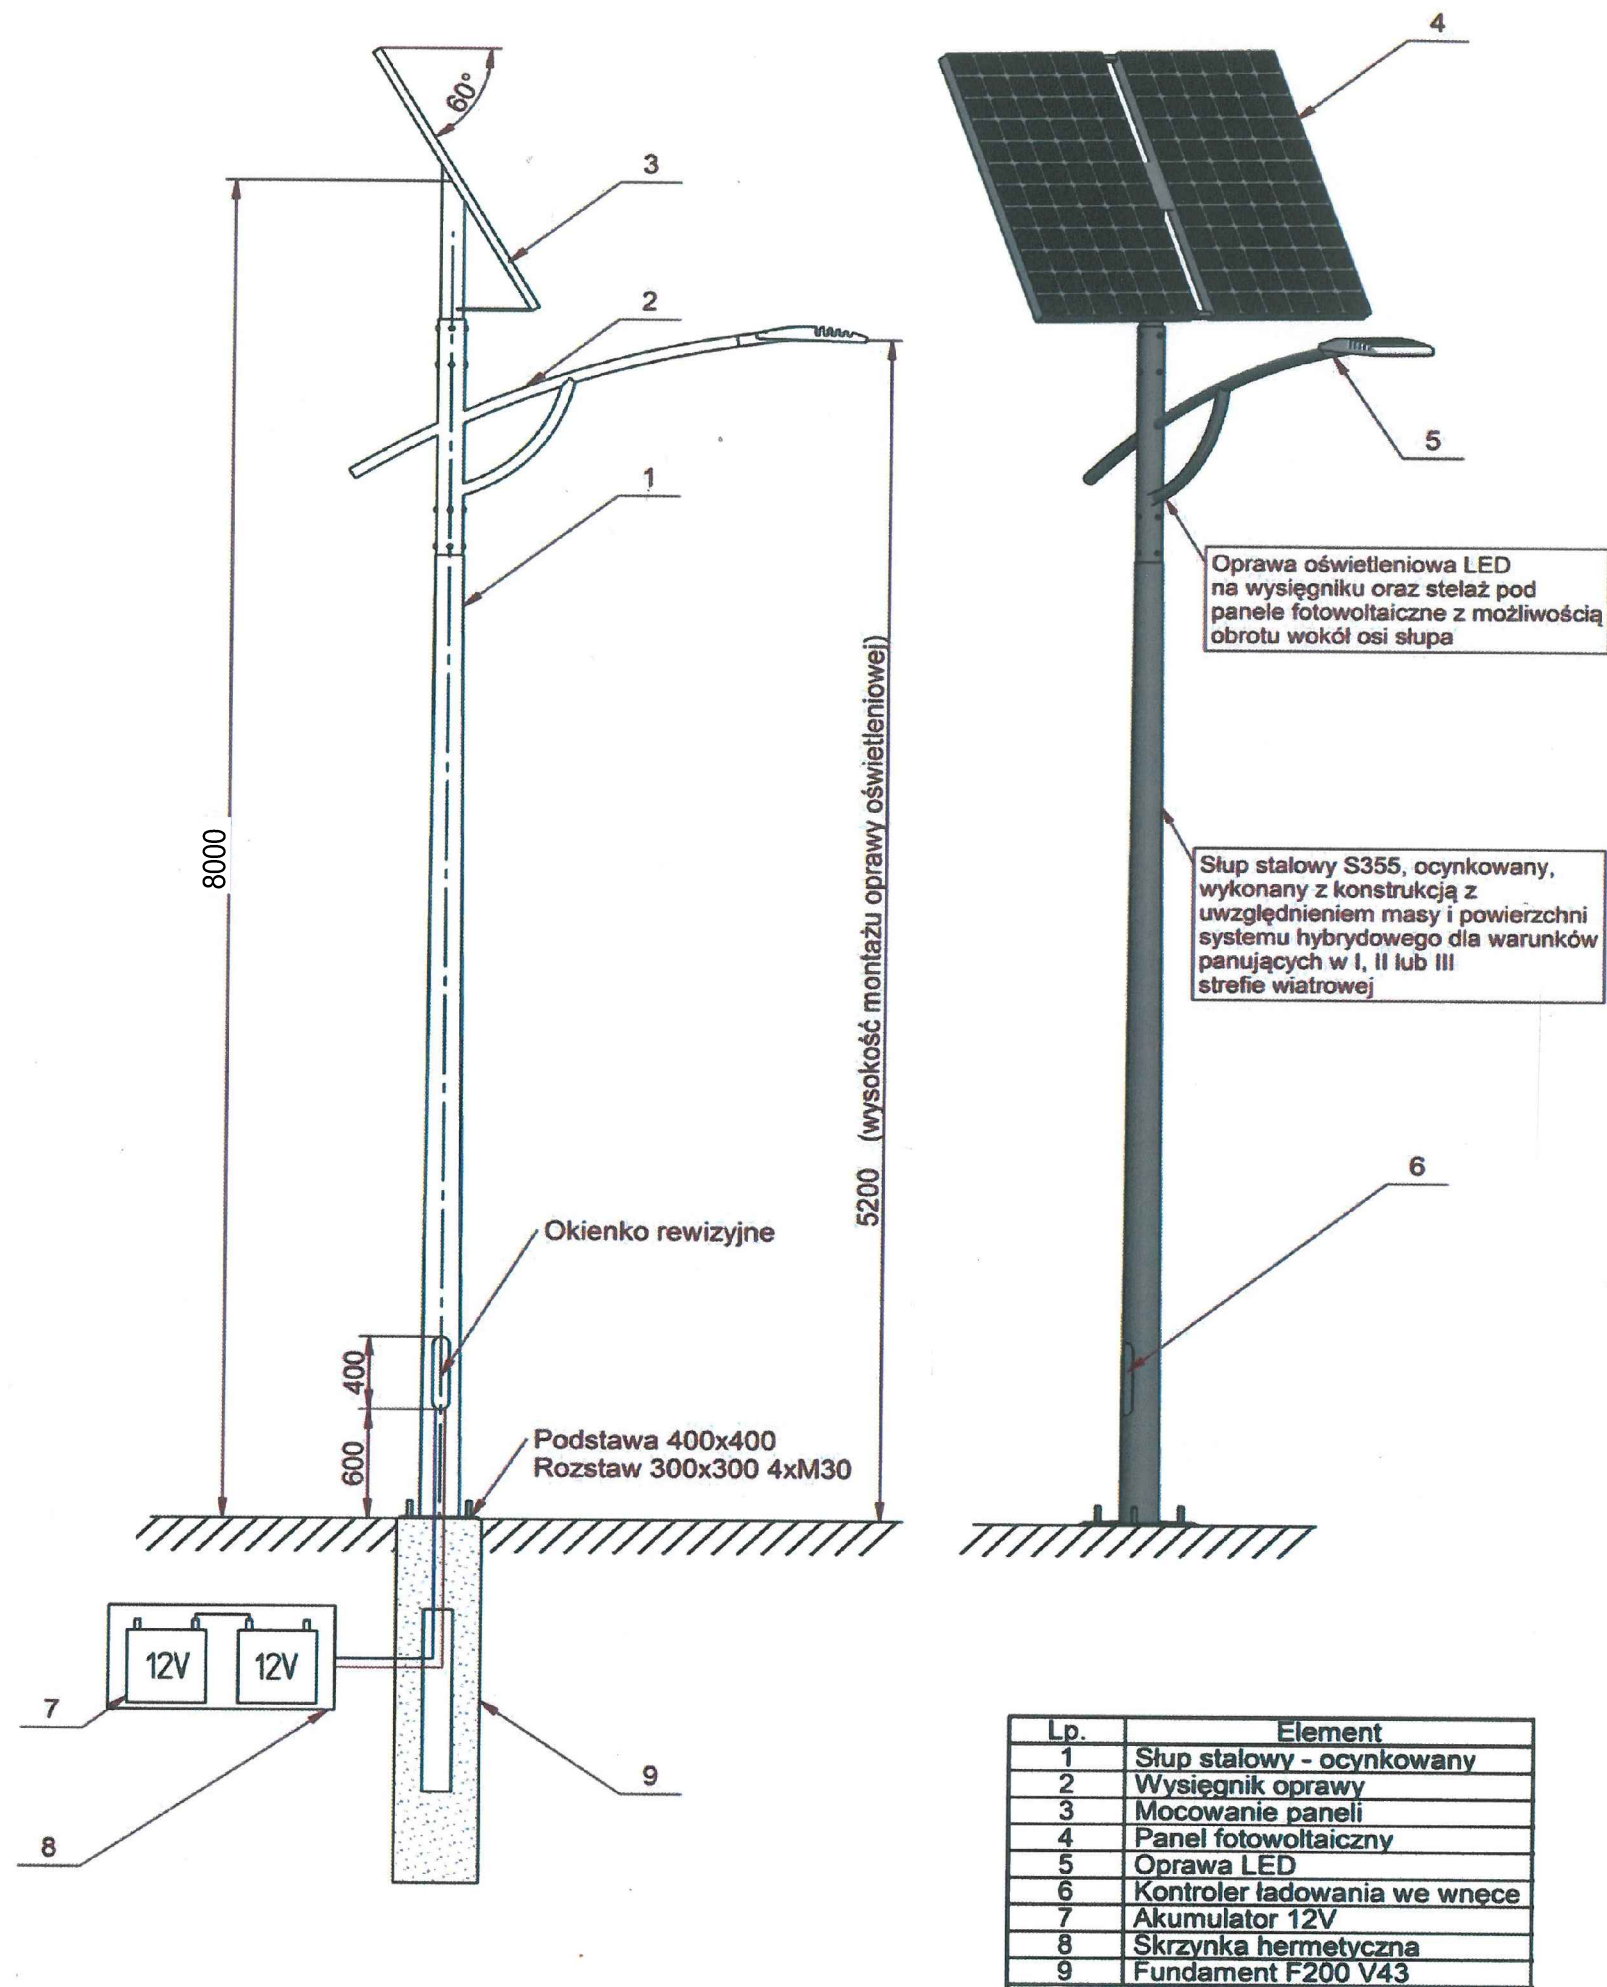 4
60°
3
2
5
1
Oprawa oświetleniowa LED
na wysięgniku oraz stelaż pod
panele fotowoltaiczne z możliwością
obrotu wokół osi słupa
8000
5200 (wysokość montażu oprawy oświetleniowej)
Słup stalowy S355, ocynkowany,
wykonany z konstrukcją z
uwzględnieniem masy i powierzchni
systemu hybrydowego dla warunków
panujących w I, II lub III
strefie wiatrowej
6
Okienko rewizyjne
400
600
Podstawa 400x400
Rozstaw 300x300 4xM30
12V 12V
7
8
9
Lp. Element
1 Słup stalowy - ocynkowany
2 Wysięgnik oprawy
3 Mocowanie paneli
4 Panel fotowoltaiczny
5 Oprawa LED
6 Kontroler ładowania we wnęce
7 Akumulator 12V
8 Skrzynka hermetyczna
9 Fundament F200 V43